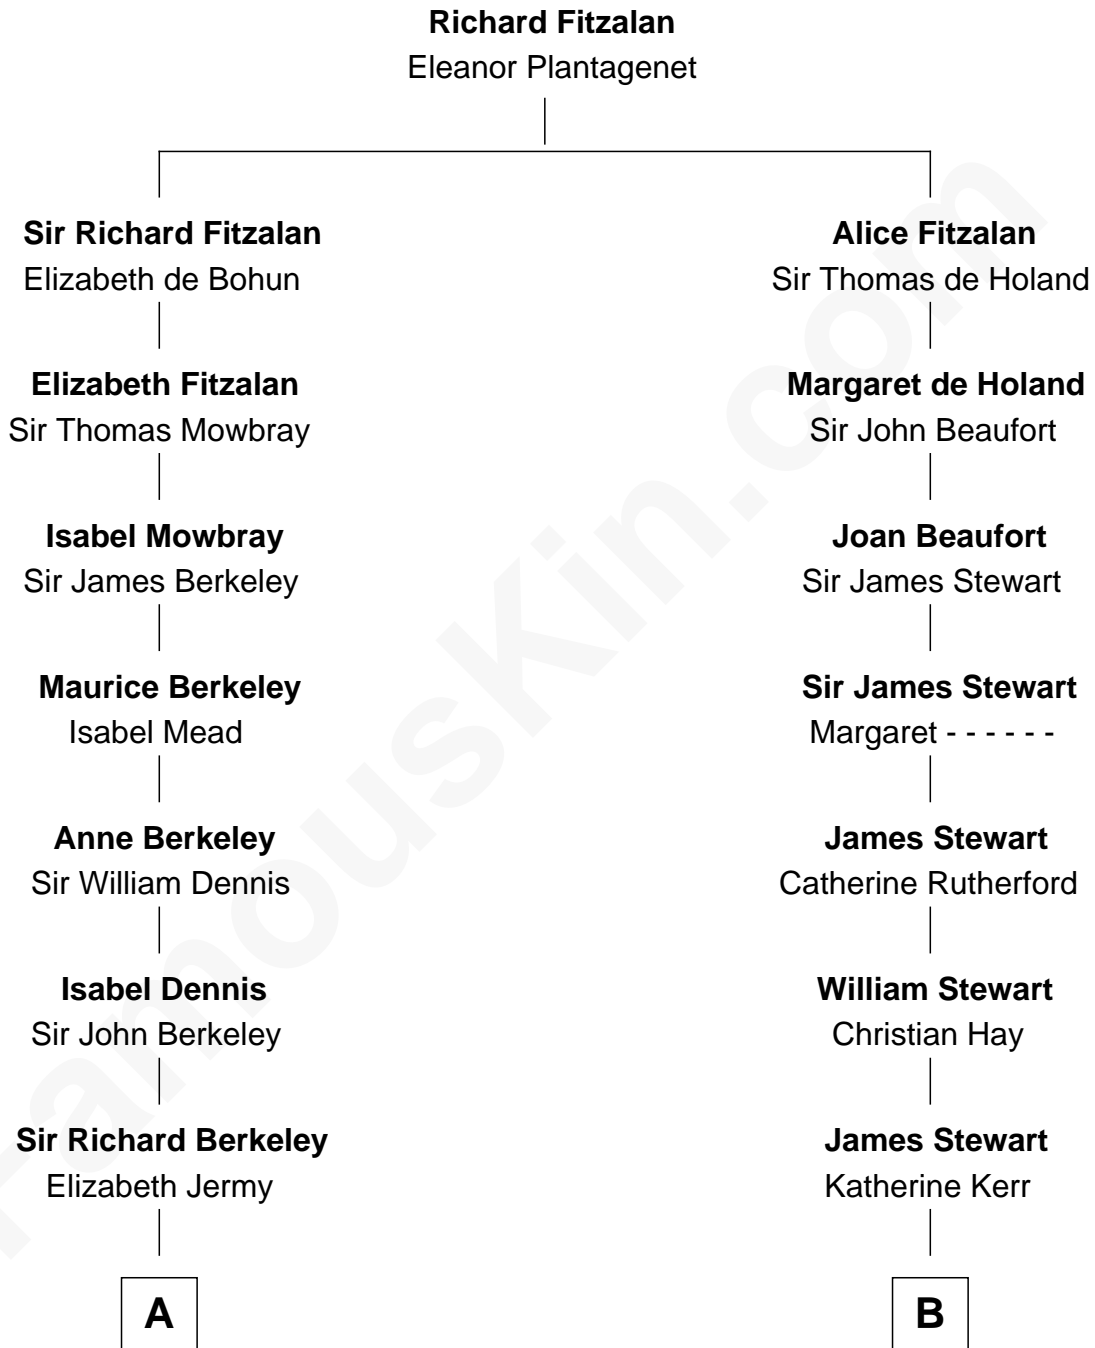 Richard Fitzalan
Eleanor Plantagenet
Sir Richard Fitzalan
Elizabeth de Bohun
Alice Fitzalan
Sir Thomas de Holand
Elizabeth Fitzalan
Sir Thomas Mowbray
Margaret de Holand
Sir John Beaufort
Isabel Mowbray
Sir James Berkeley
Joan Beaufort
Sir James Stewart
Maurice Berkeley
Isabel Mead
Sir James Stewart
Margaret - - - - - -
Anne Berkeley
Sir William Dennis
James Stewart
Catherine Rutherford
Isabel Dennis
Sir John Berkeley
William Stewart
Christian Hay
Sir Richard Berkeley
Elizabeth Jermy
James Stewart
Katherine Kerr
A
B
FamousKin.com